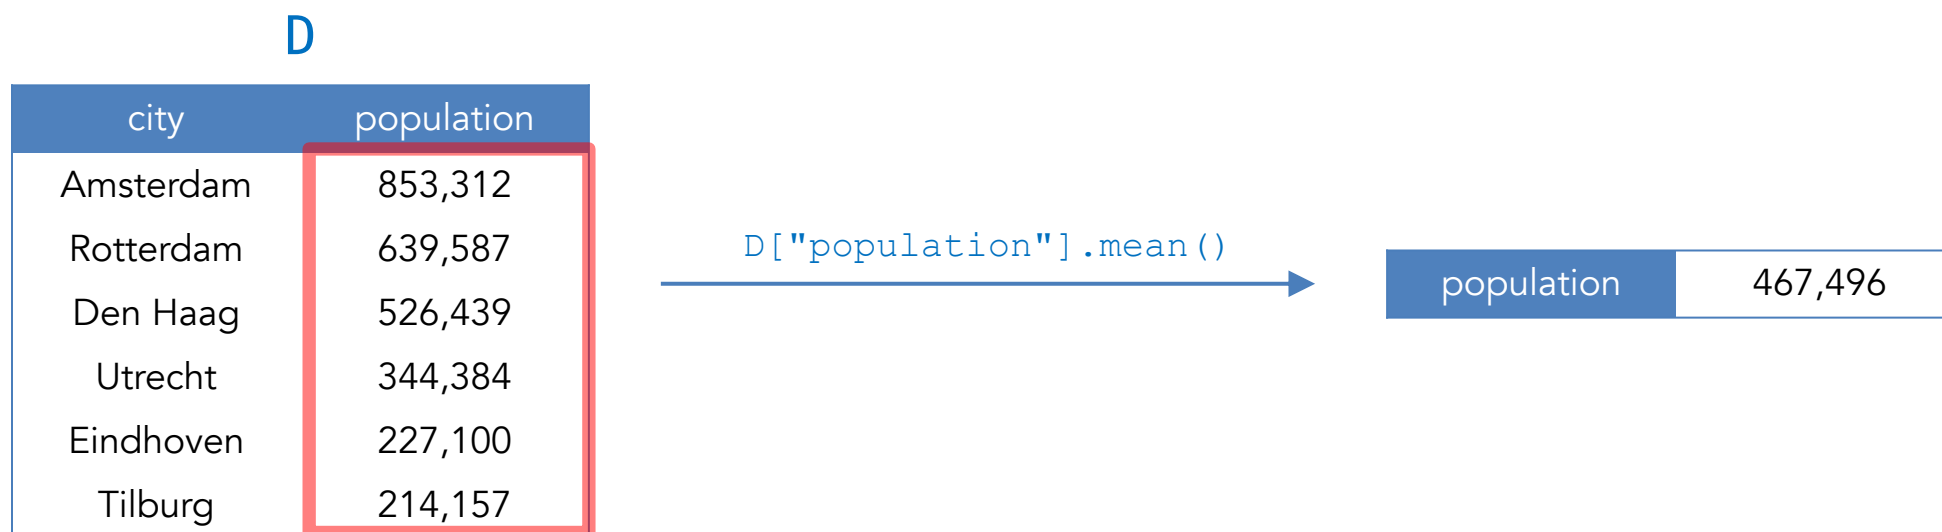 D
city population
Amsterdam 853,312
Rotterdam 639,587
Den Haag 526,439
Utrecht 344,384
Eindhoven 227,100
Tilburg 214,157
D["population"].mean()
population 467,496